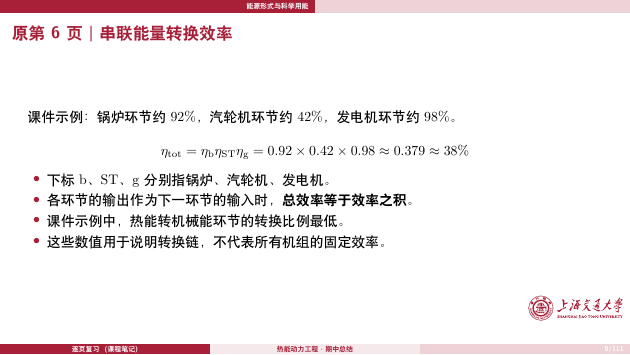 能源形式与科学用能
原第 6 页 | 串联能量转换效率
课件示例：锅炉环节约 92%，汽轮机环节约 42%，发电机环节约 98%。
η_tot = η_b η_ST η_g = 0.92 × 0.42 × 0.98 ≈ 0.379 ≈ 38%
• 下标 b、ST、g 分别指锅炉、汽轮机、发电机。
• 各环节的输出作为下一环节的输入时，总效率等于效率之积。
• 课件示例中，热能转机械能环节的转换比例最低。
• 这些数值用于说明转换链，不代表所有机组的固定效率。
上海交通大学
SHANGHAI JIAO TONG UNIVERSITY
逐页复习（课程笔记）
热能动力工程 · 期中总结